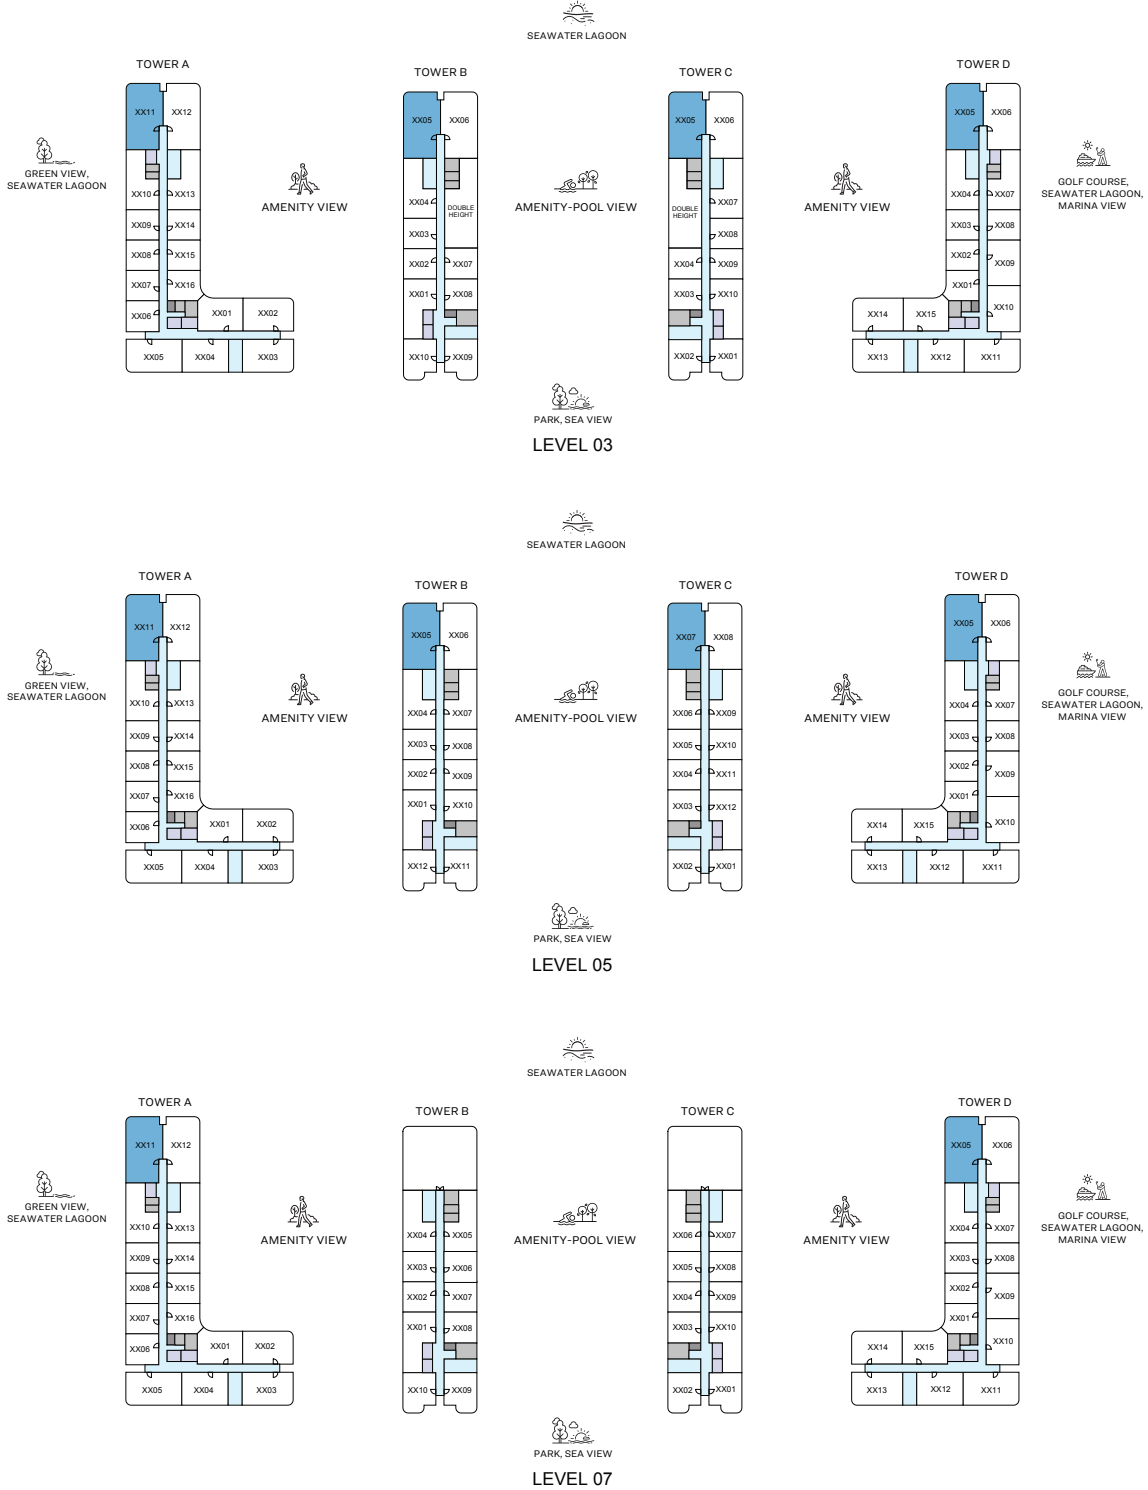 SEAWATER LAGOON
TOWER A
TOWER B
TOWER C
TOWER D
XX11 XX12
XX05 XX06
XX05 XX06
XX05 XX06
GREEN VIEW,
SEAWATER LAGOON
AMENITY VIEW
AMENITY-POOL VIEW
AMENITY VIEW
GOLF COURSE,
SEAWATER LAGOON,
MARINA VIEW
XX10 XX13
XX09 XX14
XX08 XX15
XX07 XX16
XX06 XX01 XX02
XX05 XX04 XX03
XX04 DOUBLE
HEIGHT
XX03
XX02 XX07
XX01 XX08
XX10 XX09
DOUBLE
HEIGHT
XX07
XX08
XX04 XX09
XX03 XX10
XX02 XX01
XX04 XX07
XX03 XX08
XX02 XX09
XX01 XX10
XX14 XX15
XX13 XX12 XX11
PARK, SEA VIEW
LEVEL 03
SEAWATER LAGOON
TOWER A
TOWER B
TOWER C
TOWER D
XX11 XX12
XX05 XX06
XX07 XX08
XX05 XX06
GREEN VIEW,
SEAWATER LAGOON
AMENITY VIEW
AMENITY-POOL VIEW
AMENITY VIEW
GOLF COURSE,
SEAWATER LAGOON,
MARINA VIEW
XX10 XX13
XX09 XX14
XX08 XX15
XX07 XX16
XX06 XX01 XX02
XX05 XX04 XX03
XX04 XX07
XX03 XX08
XX02 XX09
XX01 XX10
XX12 XX11
XX06 XX09
XX05 XX10
XX04 XX11
XX03 XX12
XX02 XX01
XX04 XX07
XX03 XX08
XX02 XX09
XX01 XX10
XX14 XX15
XX13 XX12 XX11
PARK, SEA VIEW
LEVEL 05
SEAWATER LAGOON
TOWER A
TOWER B
TOWER C
TOWER D
XX11 XX12
XX05 XX06
GREEN VIEW,
SEAWATER LAGOON
AMENITY VIEW
AMENITY-POOL VIEW
AMENITY VIEW
GOLF COURSE,
SEAWATER LAGOON,
MARINA VIEW
XX10 XX13
XX09 XX14
XX08 XX15
XX07 XX16
XX06 XX01 XX02
XX05 XX04 XX03
XX04 XX05
XX03 XX06
XX02 XX07
XX01 XX08
XX10 XX09
XX06 XX07
XX05 XX08
XX04 XX09
XX03 XX10
XX02 XX01
XX04 XX07
XX03 XX08
XX02 XX09
XX01 XX10
XX14 XX15
XX13 XX12 XX11
PARK, SEA VIEW
LEVEL 07